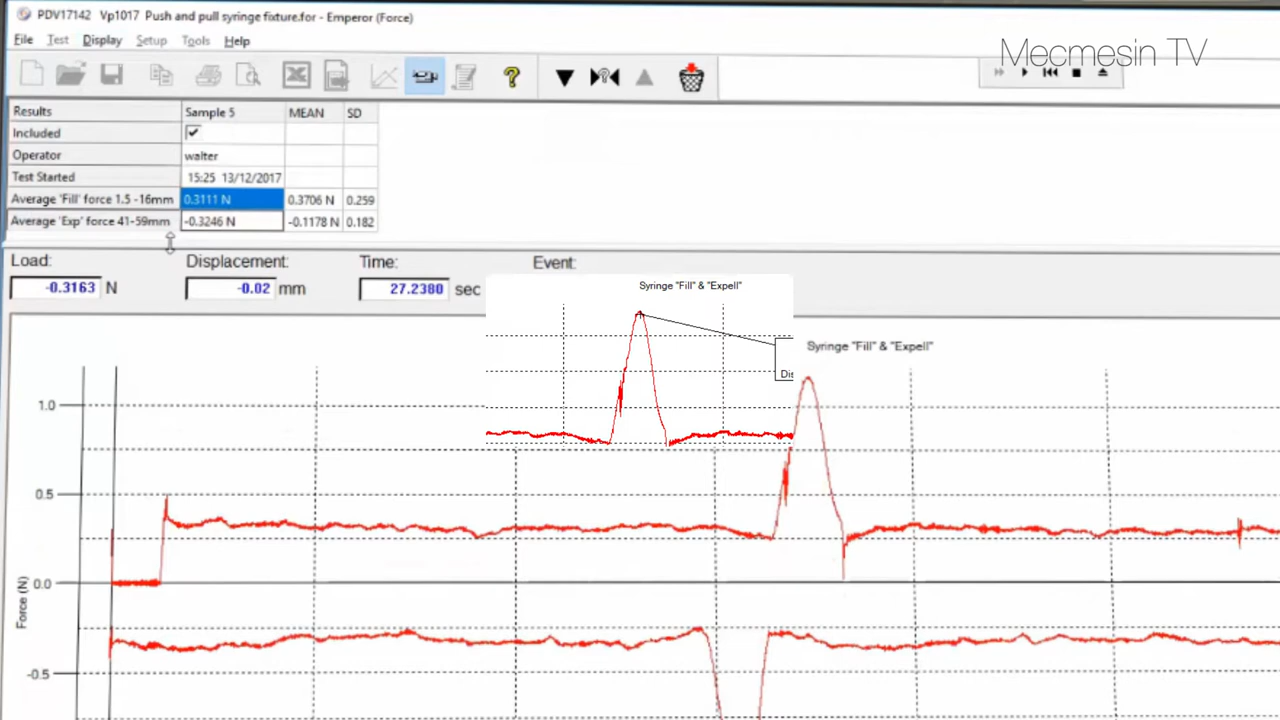 PDV17142 Vp1017 Push and pull syringe fixture.for - Emperor (Force)
File Test Display Setup Tools Help
Mecmesin TV
Results Sample 5 MEAN SD
Included
Operator walter
Test Started 15:25 13/12/2017
Average 'Fill' force 1.5 -16mm 0.3111 N 0.3706 N 0.259
Average 'Exp' force 41-59mm -0.3246 N -0.1178 N 0.182
Load: Displacement: Time: Event:
-0.3163 N -0.02 mm 27.2380 sec
Syringe "Fill" & "Expell"
Dis
Syringe "Fill" & "Expell"
1.0
0.5
0.0
Force (N)
-0.5